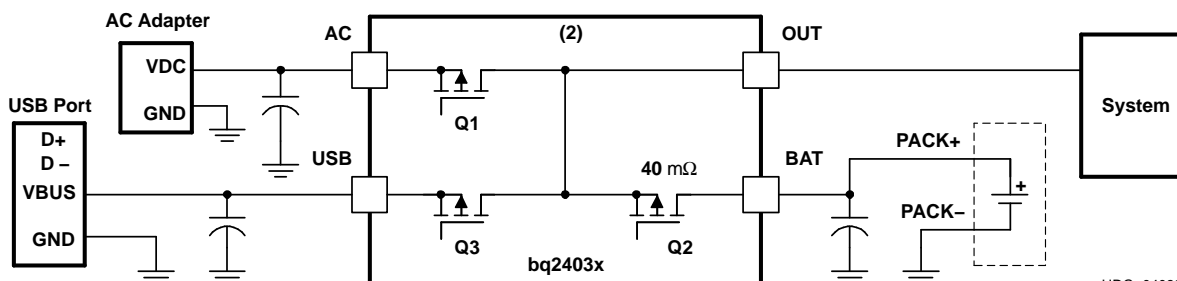 AC Adapter
AC
(2)
OUT
VDC
GND
System
USB Port
D+
D −
VBUS
GND
Q1
USB
40 mΩ
BAT
PACK+
+
PACK−
Q3
Q2
bq2403x